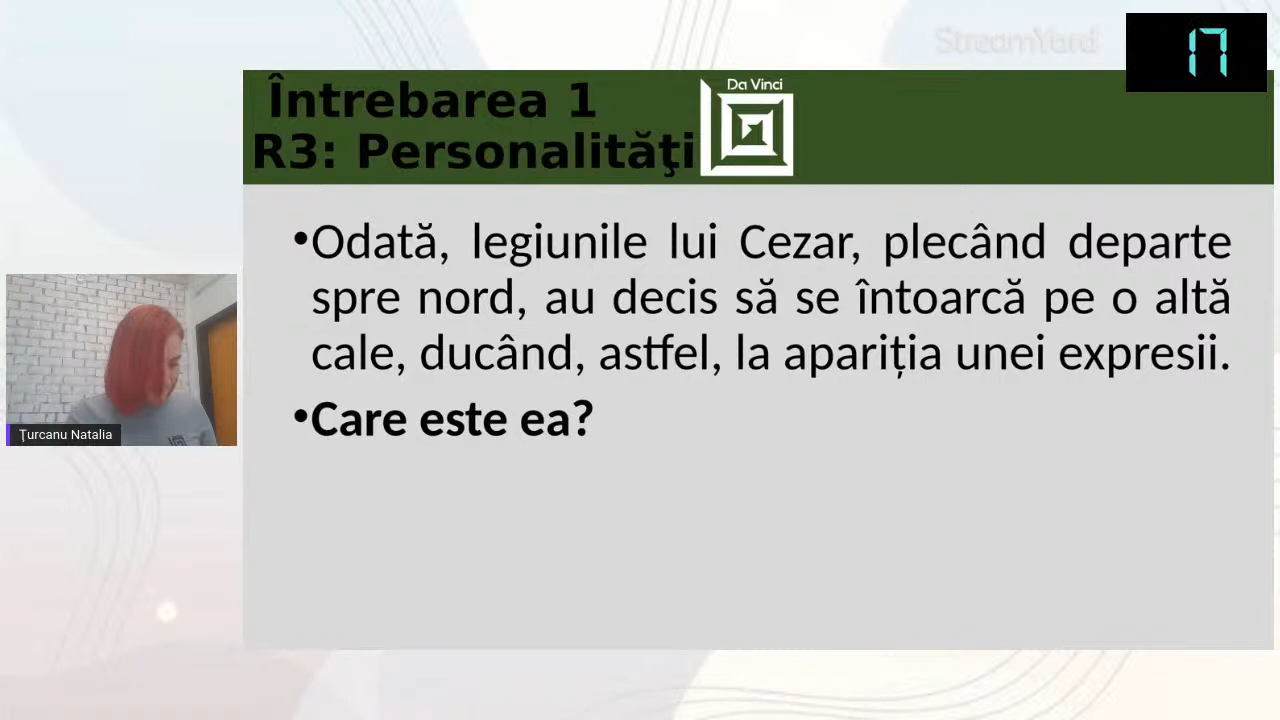 StreamYard
17
Întrebarea 1
R3: Personalităţi
Da Vinci
•Odată, legiunile lui Cezar, plecând departe
spre nord, au decis să se întoarcă pe o altă
cale, ducând, astfel, la apariția unei expresii.
•Care este ea?
Ţurcanu Natalia